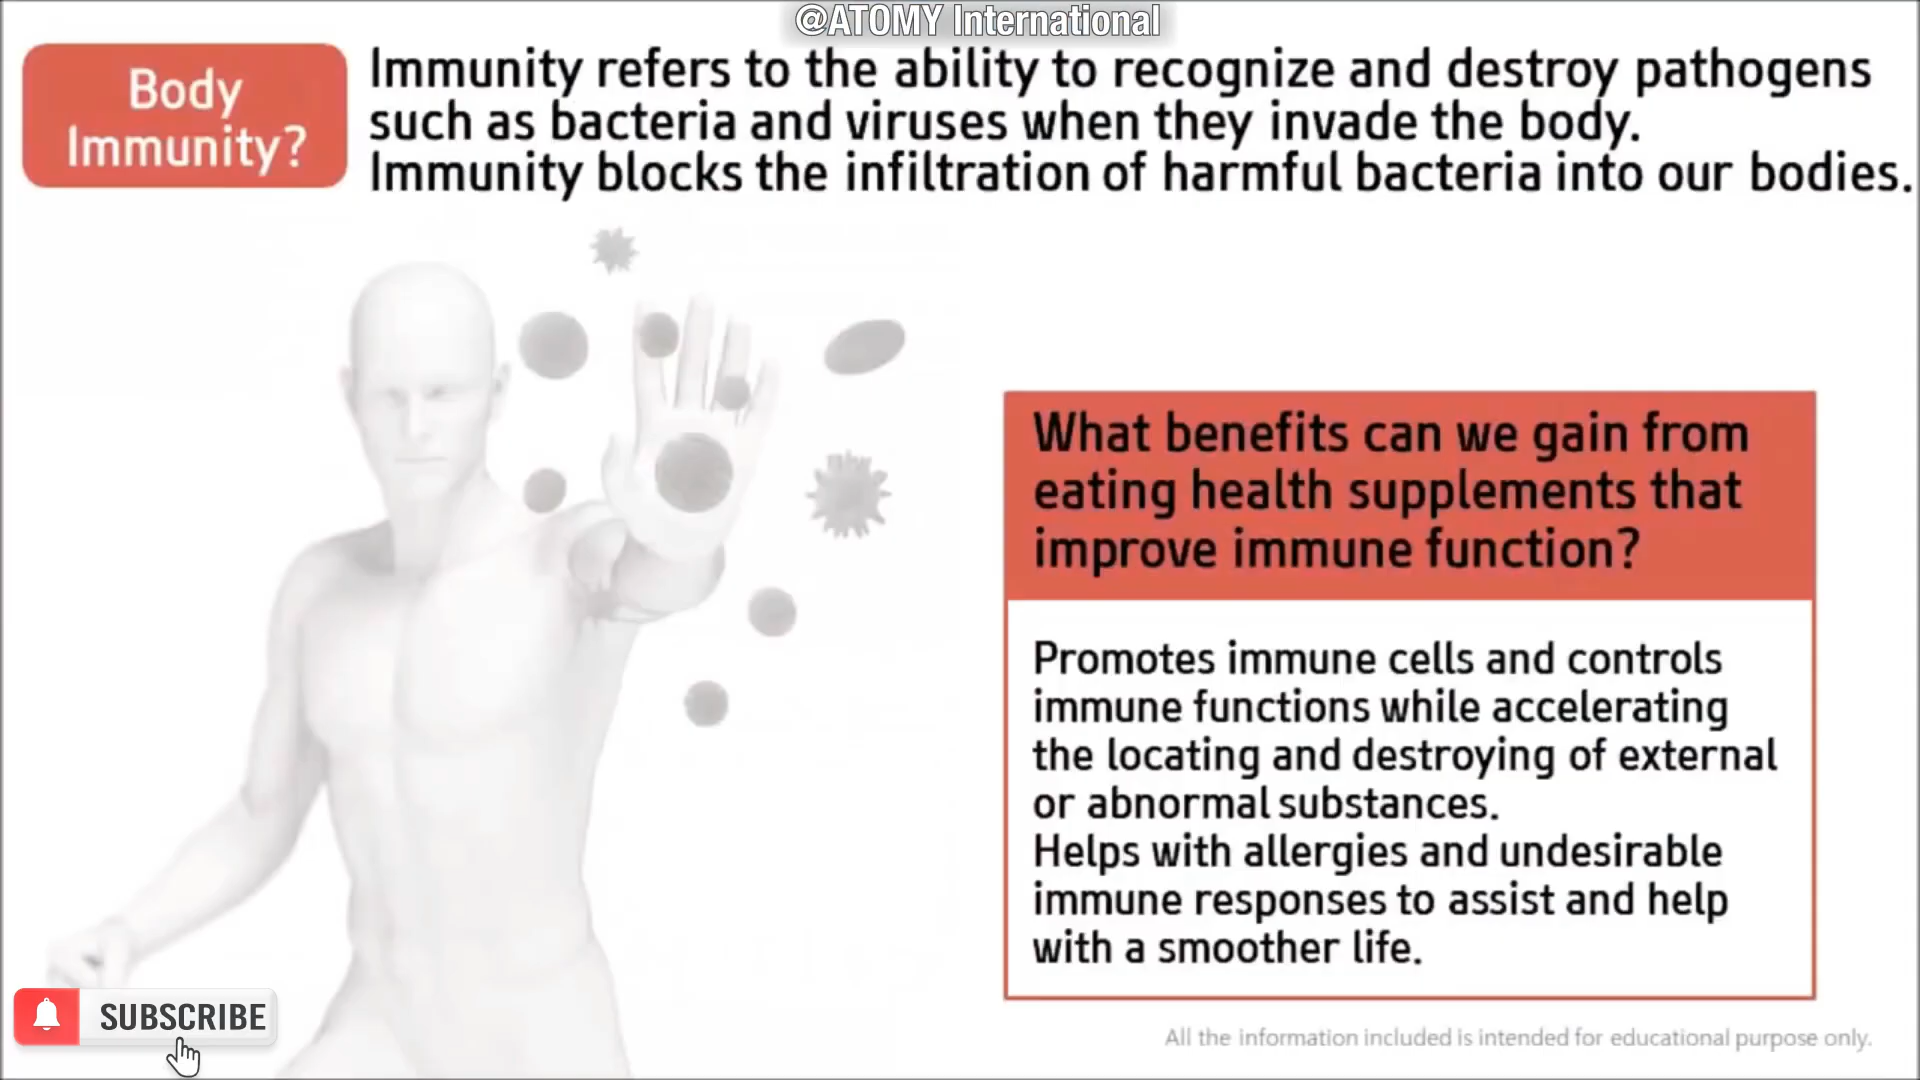 @ATOMY International
Body
Immunity?
Immunity refers to the ability to recognize and destroy pathogens
such as bacteria and viruses when they invade the body.
Immunity blocks the infiltration of harmful bacteria into our bodies.
What benefits can we gain from
eating health supplements that
improve immune function?
Promotes immune cells and controls
immune functions while accelerating
the locating and destroying of external
or abnormal substances.
Helps with allergies and undesirable
immune responses to assist and help
with a smoother life.
SUBSCRIBE
All the information included is intended for educational purpose only.